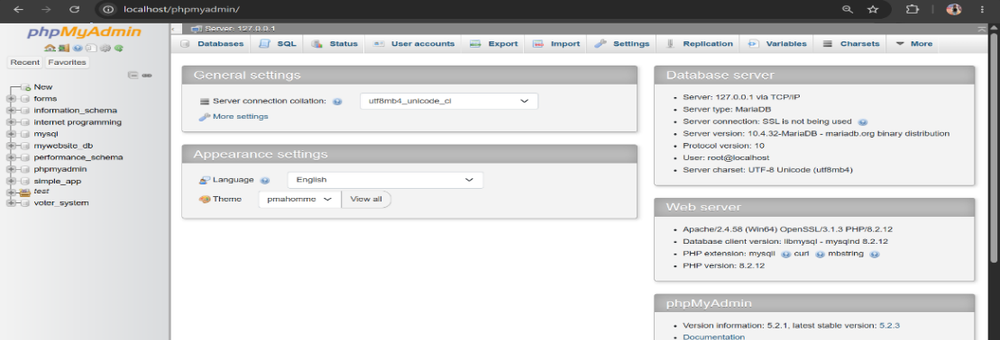 localhost/phpmyadmin/
phpMyAdmin
Recent Favorites
New
forms
information_schema
internet programming
mysql
mywebsite_db
performance_schema
phpmyadmin
simple_app
test
voter_system
Server: 127.0.0.1
Databases SQL Status User accounts Export Import Settings Replication Variables Charsets More
General settings
Server connection collation: utf8mb4_unicode_ci
More settings
Appearance settings
Language English
Theme pmahomme View all
Database server
Server: 127.0.0.1 via TCP/IP
Server type: MariaDB
Server connection: SSL is not being used
Server version: 10.4.32-MariaDB - mariadb.org binary distribution
Protocol version: 10
User: root@localhost
Server charset: UTF-8 Unicode (utf8mb4)
Web server
Apache/2.4.58 (Win64) OpenSSL/3.1.3 PHP/8.2.12
Database client version: libmysql - mysqlnd 8.2.12
PHP extension: mysqli curl mbstring
PHP version: 8.2.12
phpMyAdmin
Version information: 5.2.1, latest stable version: 5.2.3
Documentation